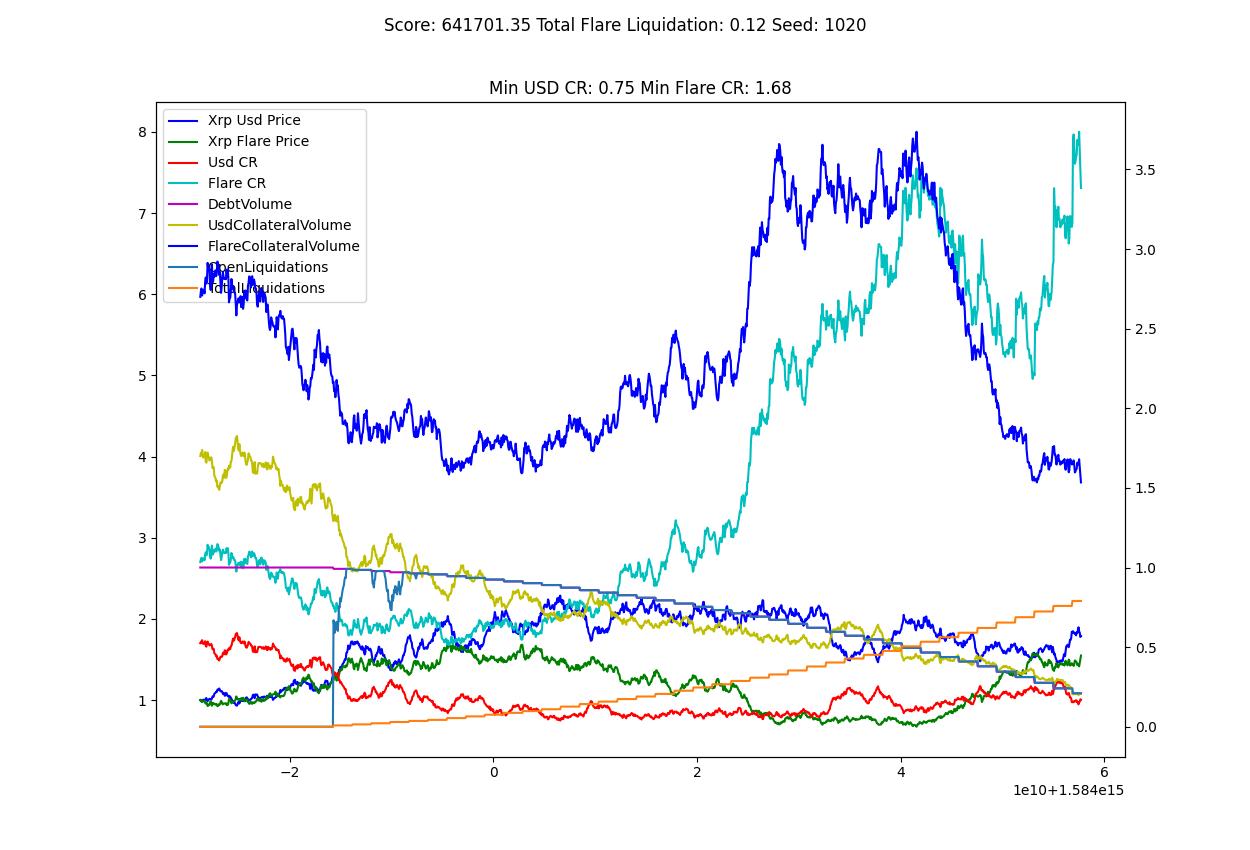 Score: 641701.35 Total Flare Liquidation: 0.12 Seed: 1020
Min USD CR: 0.75 Min Flare CR: 1.68
Xrp Usd Price
Xrp Flare Price
Usd CR
Flare CR
DebtVolume
UsdCollateralVolume
FlareCollateralVolume
OpenLiquidations
TotalLiquidations
8
7
6
5
4
3
2
1
3.5
3.0
2.5
2.0
1.5
1.0
0.5
0.0
−2
0
2
4
6
1e10+1.584e15